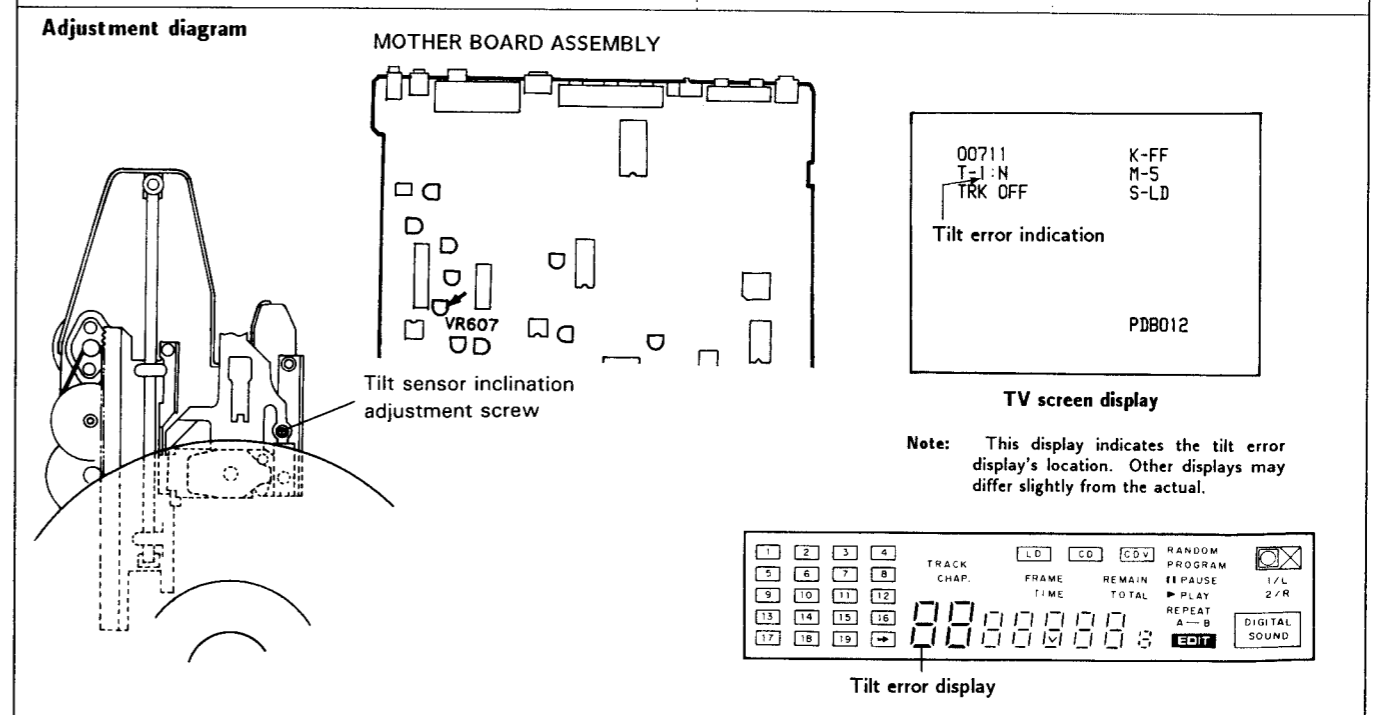 Adjustment diagram
MOTHER BOARD ASSEMBLY
VR607
Tilt sensor inclination
adjustment screw
00711 K-FF
T-1:N M-5
TRK OFF S-LD
Tilt error indication
PDB012
TV screen display
Note: This display indicates the tilt error
display's location. Other displays may
differ slightly from the actual.
1 2 3 4
5 6 7 8
9 10 11 12
13 14 15 16
17 18 19
TRACK
CHAP.
LD CD CDV
FRAME REMAIN
TIME TOTAL
RANDOM
PROGRAM
PAUSE
PLAY
REPEAT
A—B
EDIT
1/L
2/R
DIGITAL
SOUND
Tilt error display